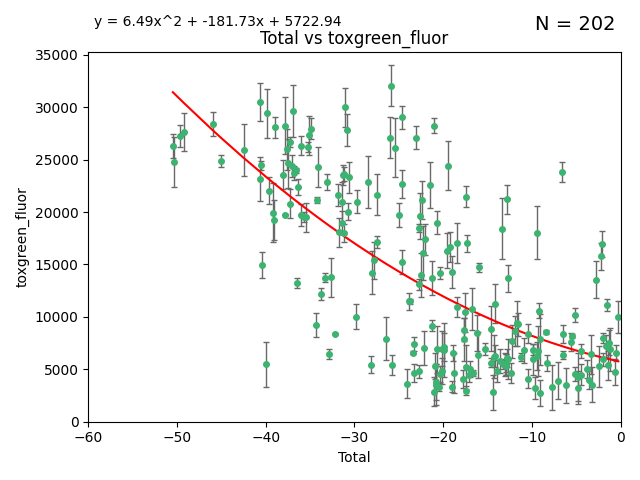 y = 6.49x^2 + -181.73x + 5722.94
N = 202
Total vs toxgreen_fluor
35000
30000
25000
20000
15000
10000
5000
0
toxgreen_fluor
−60 −50 −40 −30 −20 −10 0
Total